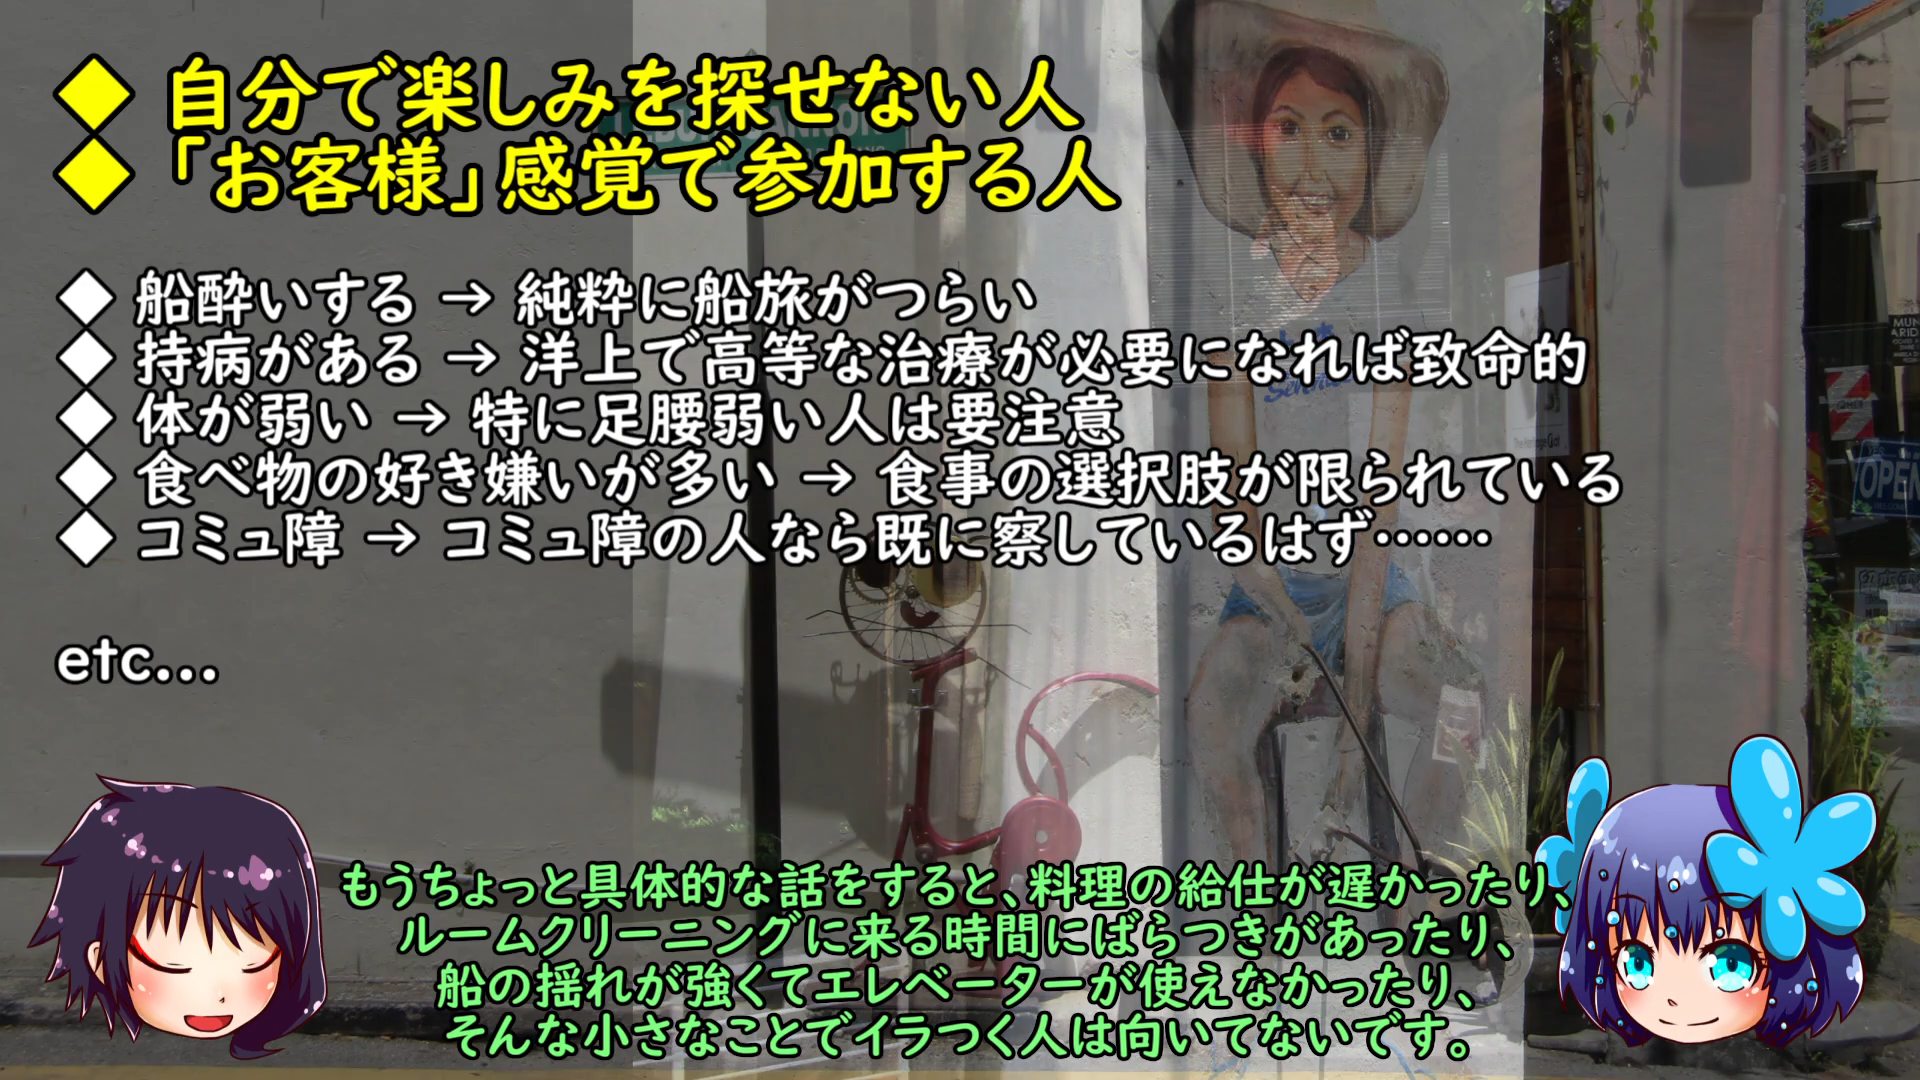 ◆ 自分で楽しみを探せない人
◆ 「お客様」感覚で参加する人
◆ 船酔いする → 純粋に船旅がつらい
◆ 持病がある → 洋上で高等な治療が必要になれば致命的
◆ 体が弱い → 特に足腰弱い人は要注意
◆ 食べ物の好き嫌いが多い → 食事の選択肢が限られている
◆ コミュ障 → コミュ障の人なら既に察しているはず……
etc...
もうちょっと具体的な話をすると、料理の給仕が遅かったり、
ルームクリーニングに来る時間にばらつきがあったり、
船の揺れが強くてエレベーターが使えなかったり、
そんな小さなことでイラつく人は向いてないです。
OPEN